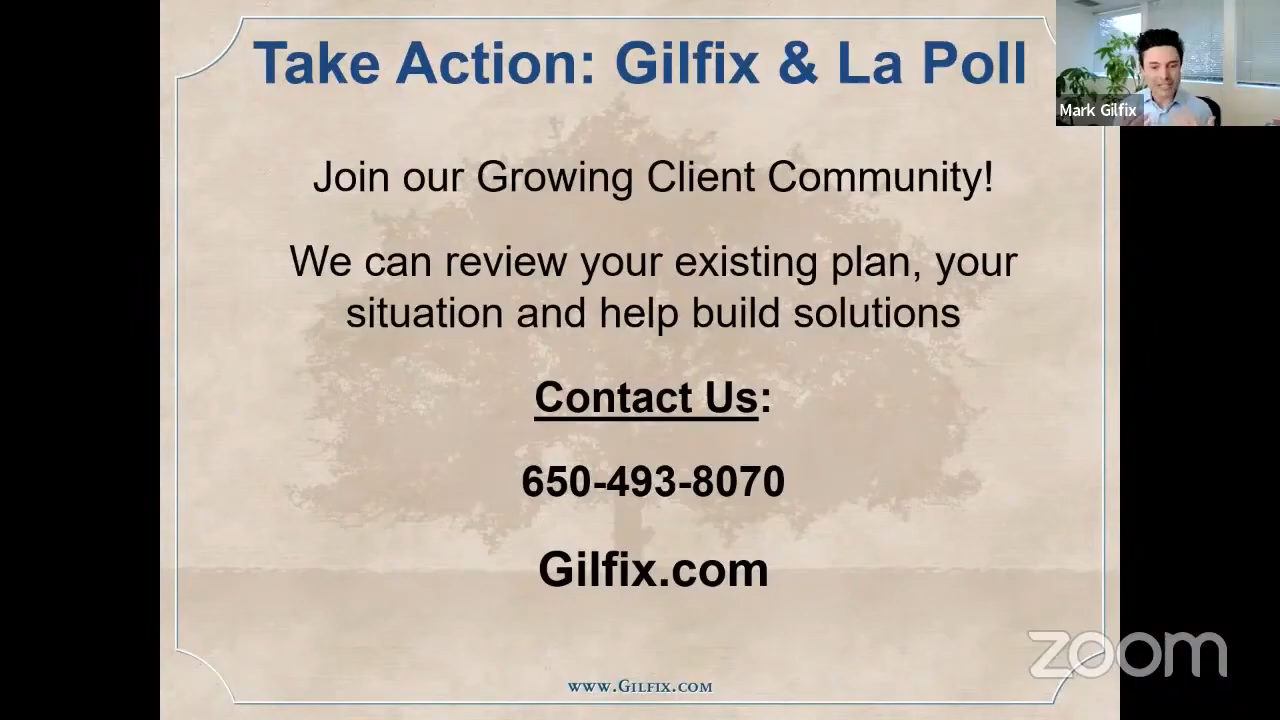 Take Action: Gilfix & La Poll
Mark Gilfix
Join our Growing Client Community!
We can review your existing plan, your
situation and help build solutions
Contact Us:
650-493-8070
Gilfix.com
zoom
www.Gilfix.com